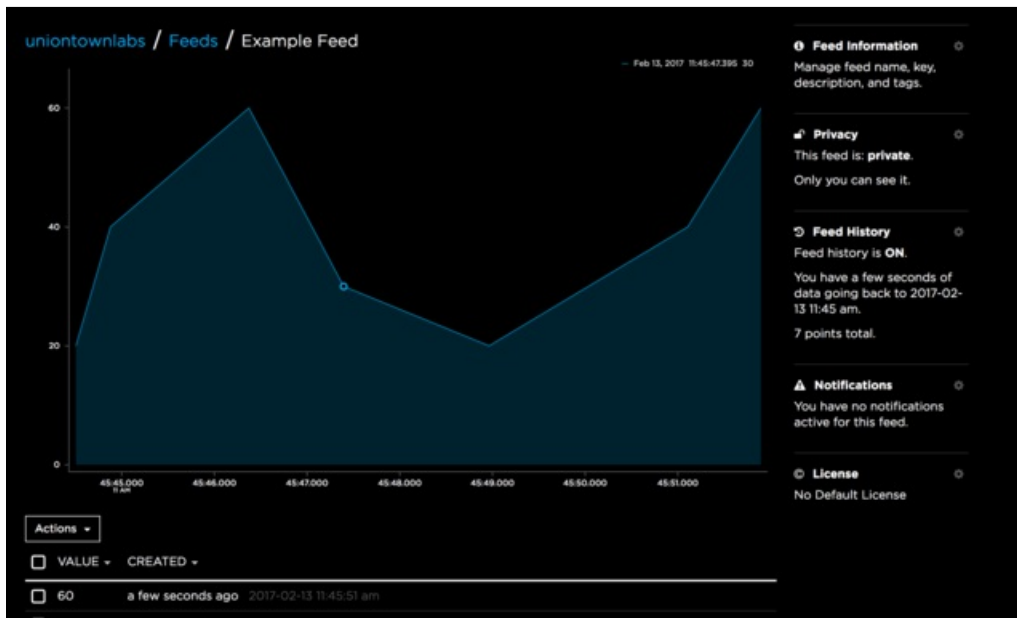 uniontownlabs / Feeds / Example Feed
Feb 13, 2017 11:45:47.395 30
60
40
20
0
45:45.000 45:46.000 45:47.000 45:48.000 45:49.000 45:50.000 45:51.000
11 AM
Actions
VALUE CREATED
60 a few seconds ago 2017-02-13 11:45:51 am
Feed Information
Manage feed name, key,
description, and tags.
Privacy
This feed is: private.
Only you can see it.
Feed History
Feed history is ON.
You have a few seconds of
data going back to 2017-02-
13 11:45 am.
7 points total.
Notifications
You have no notifications
active for this feed.
License
No Default License